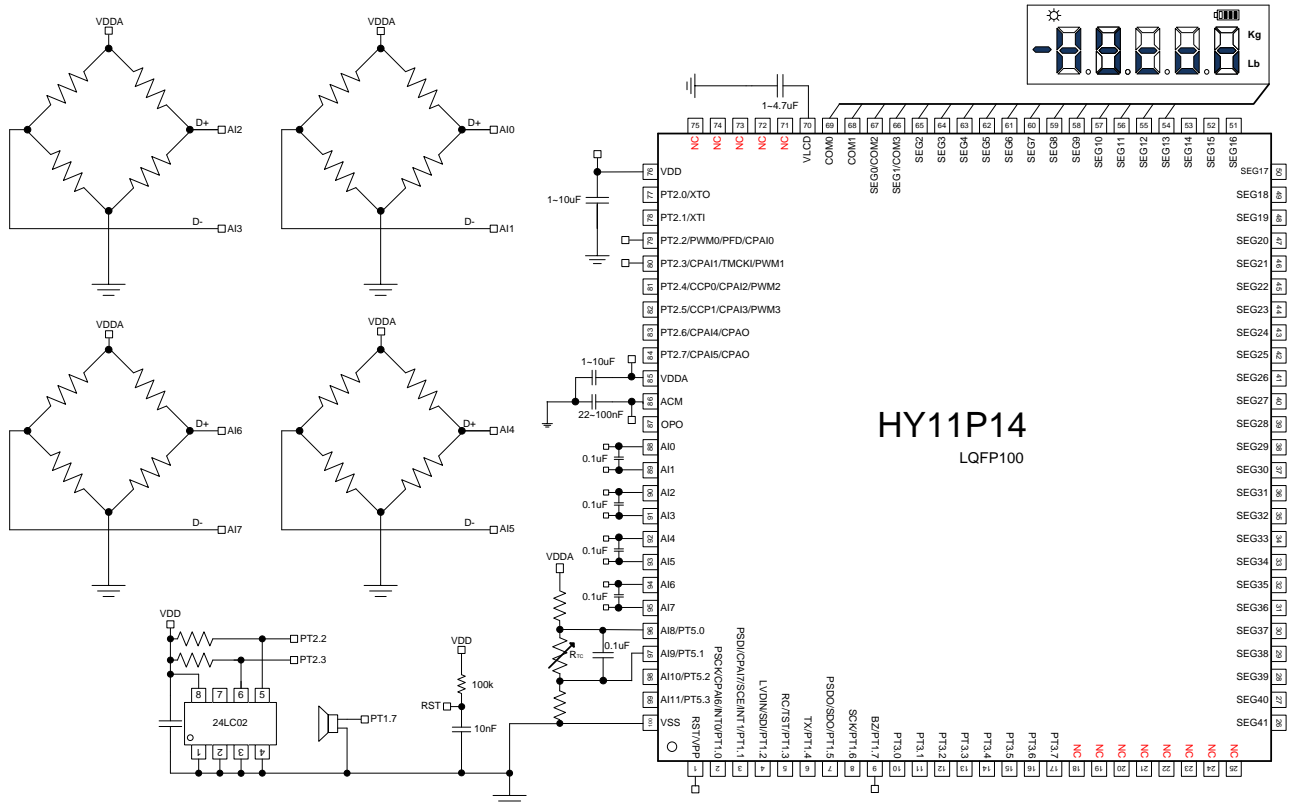 VDDA
D+
AI2
D-
AI3
VDDA
D+
AI0
D-
AI1
VDDA
D+
AI6
D-
AI7
VDDA
D+
AI4
D-
AI5
VDD
PT2.2
PT2.3
8 7 6 5
24LC02
1 2 3 4
PT1.7
VDD
100k
RST
10nF
VDDA
RTC
0.1uF
Kg
Lb
1~4.7uF
1~10uF
1~10uF
22~100nF
0.1uF
0.1uF
0.1uF
0.1uF
HY11P14
LQFP100
75 NC
74 NC
73 NC
72 NC
71 NC
70 VLCD
69 COM0
68 COM1
67 SEG0/COM2
66 SEG1/COM3
65 SEG2
64 SEG3
63 SEG4
62 SEG5
61 SEG6
60 SEG7
59 SEG8
58 SEG9
57 SEG10
56 SEG11
55 SEG12
54 SEG13
53 SEG14
52 SEG15
51 SEG16
76 VDD
77 PT2.0/XTO
78 PT2.1/XTI
79 PT2.2/PWM0/PFD/CPAI0
80 PT2.3/CPAI1/TMCKI/PWM1
81 PT2.4/CCP0/CPAI2/PWM2
82 PT2.5/CCP1/CPAI3/PWM3
83 PT2.6/CPAI4/CPAO
84 PT2.7/CPAI5/CPAO
85 VDDA
86 ACM
87 OPO
88 AI0
89 AI1
90 AI2
91 AI3
92 AI4
93 AI5
94 AI6
95 AI7
96 AI8/PT5.0
97 AI9/PT5.1
98 AI10/PT5.2
99 AI11/PT5.3
100 VSS
SEG17 50
SEG18 49
SEG19 48
SEG20 47
SEG21 46
SEG22 45
SEG23 44
SEG24 43
SEG25 42
SEG26 41
SEG27 40
SEG28 39
SEG29 38
SEG30 37
SEG31 36
SEG32 35
SEG33 34
SEG34 33
SEG35 32
SEG36 31
SEG37 30
SEG38 29
SEG39 28
SEG40 27
SEG41 26
RST/VPP 1
PSCK/CPAI6/INT0/PT1.0 2
PSDI/CPAI7/SCE/INT1/PT1.1 3
LVDIN/SDI/PT1.2 4
RC/TST/PT1.3 5
TX/PT1.4 6
PSDO/SDO/PT1.5 7
SCK/PT1.6 8
BZ/PT1.7 9
PT3.0 10
PT3.1 11
PT3.2 12
PT3.3 13
PT3.4 14
PT3.5 15
PT3.6 16
PT3.7 17
NC 18
NC 19
NC 20
NC 21
NC 22
NC 23
NC 24
NC 25